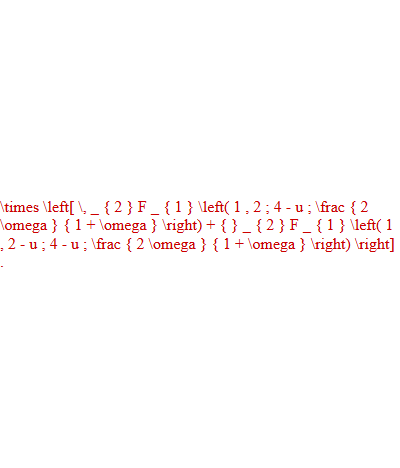 \times \left[ \, _ { 2 } F _ { 1 } \left( 1 , 2 ; 4 - u ; \frac { 2
\omega } { 1 + \omega } \right) + { } _ { 2 } F _ { 1 } \left( 1
, 2 - u ; 4 - u ; \frac { 2 \omega } { 1 + \omega } \right) \right]
.